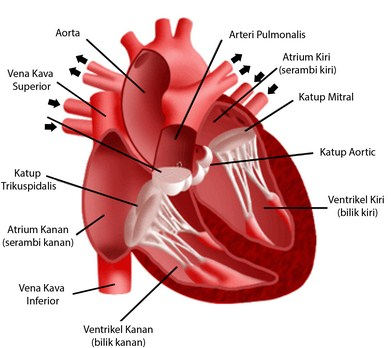 Aorta
Arteri Pulmonalis
Vena Kava
Superior
Atrium Kiri
(serambi kiri)
Katup Mitral
Katup Aortic
Katup
Trikuspidalis
Ventrikel Kiri
(bilik kiri)
Atrium Kanan
(serambi kanan)
Vena Kava
Inferior
Ventrikel Kanan
(bilik kanan)